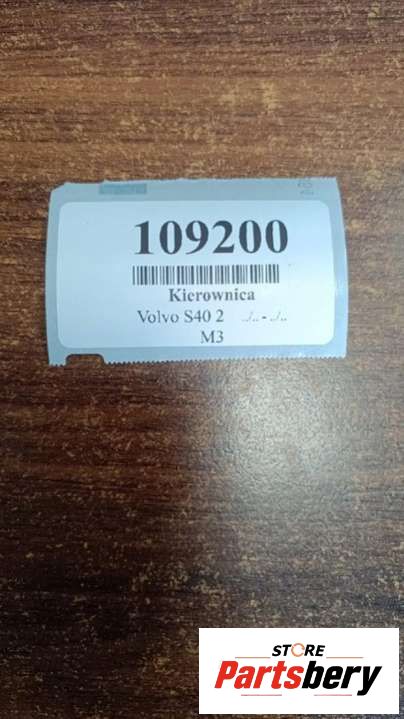 109200
Kierownica
Volvo S40 2 ../.. - ../..
M3
STORE
Partsbery